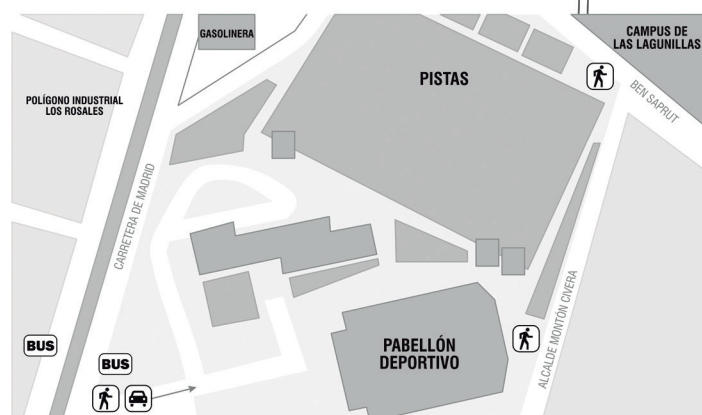 GASOLINERA
CAMPUS DE
LAS LAGUNILLAS
PISTAS
POLÍGONO INDUSTRIAL
LOS ROSALES
BEN SAPRUT
CARRETERA DE MADRID
ALCALDE MONTÓN CIVERA
PABELLÓN
DEPORTIVO
BUS
BUS